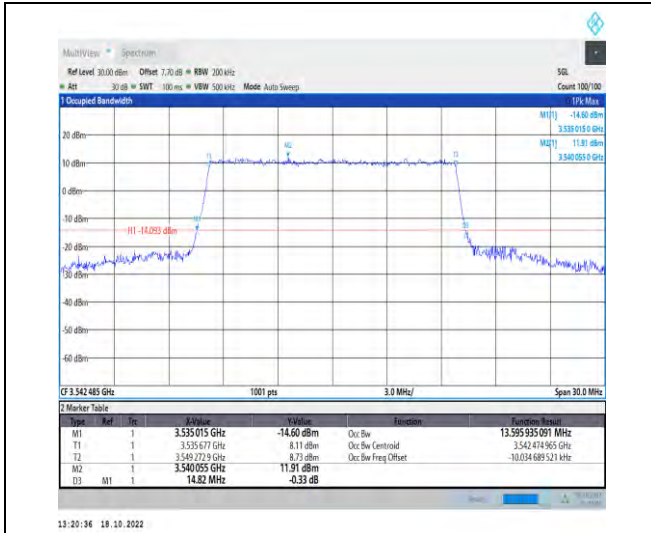 MultiView Spectrum
Ref Level 30.00 dBm Offset 7.70 dB RBW 200 kHz SGL
Att 30 dB SWT 100 ms VBW 500 kHz Mode Auto Sweep Count 100/100
1 Occupied Bandwidth 1Pk Max
M1[1] -14.60 dBm
3.535 015 0 GHz
M2[1] 11.91 dBm
3.540 055 0 GHz
20 dBm
M2
T1 T2
10 dBm
0 dBm
-10 dBm
H1 -14.093 dBm
-20 dBm
-30 dBm
-40 dBm
-50 dBm
-60 dBm
CF 3.542 485 GHz 1001 pts 3.0 MHz/ Span 30.0 MHz
2 Marker Table
Type Ref Trc X-Value Y-Value Function Function Result
M1 1 3.535 015 GHz -14.60 dBm Occ Bw 13.595 935 091 MHz
T1 1 3.535 677 GHz 8.11 dBm Occ Bw Centroid 3.542 474 965 GHz
T2 1 3.549 272 9 GHz 8.73 dBm Occ Bw Freq Offset -10.034 689 521 kHz
M2 1 3.540 055 GHz 11.91 dBm
D3 M1 1 14.82 MHz -0.33 dB
13:20:36 18.10.2022